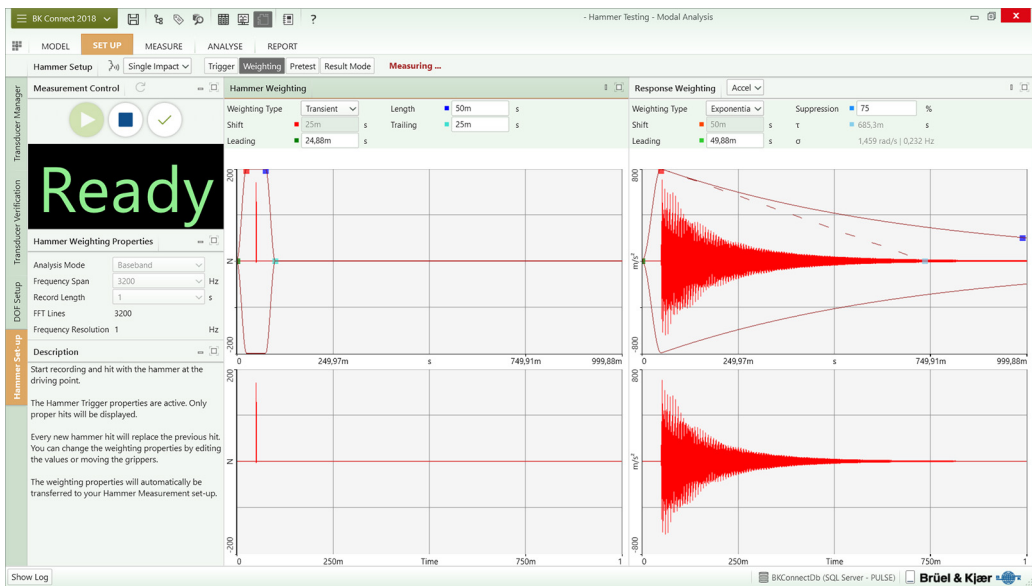 BK Connect 2018
?
- Hammer Testing - Modal Analysis
MODEL
SET UP
MEASURE
ANALYSE
REPORT
Hammer Setup
Single Impact
Trigger
Weighting
Pretest
Result Mode
Measuring ...
Transducer Manager
Transducer Verification
DOF Setup
Hammer Set-up
Measurement Control
Ready
Hammer Weighting Properties
Analysis Mode Baseband
Frequency Span 3200 Hz
Record Length 1 s
FFT Lines 3200
Frequency Resolution 1 Hz
Description
Start recording and hit with the hammer at the
driving point.
The Hammer Trigger properties are active. Only
proper hits will be displayed.
Every new hammer hit will replace the previous hit.
You can change the weighting properties by editing
the values or moving the grippers.
The weighting properties will automatically be
transferred to your Hammer Measurement set-up.
Hammer Weighting
Weighting Type Transient Length 50m s
Shift 25m s Trailing 25m s
Leading 24,88m s
200
N
-200
0 249,97m s 749,91m 999,88m
200
N
-200
0 250m Time 750m 1
Response Weighting Accel
Weighting Type Exponentia Suppression 75 %
Shift 50m s τ 685,3m s
Leading 49,88m s σ 1,459 rad/s | 0,232 Hz
800
m/s²
-800
0 249,97m s 749,91m 999,88m
800
m/s²
-800
0 250m Time 750m 1
Show Log
BKConnectDb (SQL Server - PULSE)
Brüel & Kjær